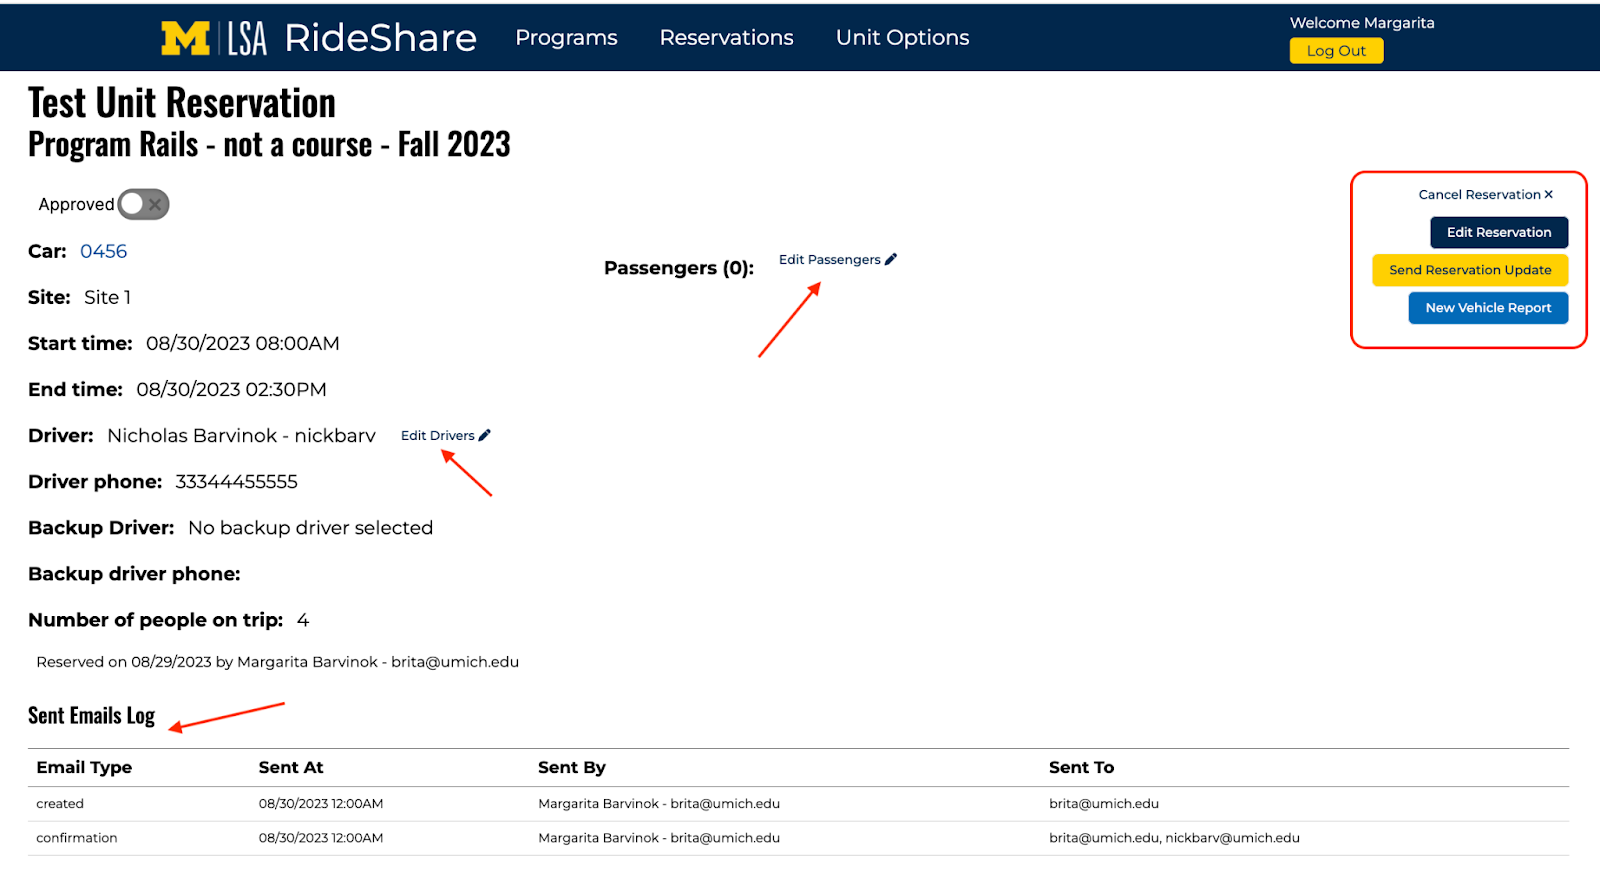 M LSA RideShare Programs Reservations Unit Options Welcome Margarita
Log Out
Test Unit Reservation
Program Rails - not a course - Fall 2023
Approved
Cancel Reservation ×
Edit Reservation
Send Reservation Update
New Vehicle Report
Car: 0456
Passengers (0): Edit Passengers
Site: Site 1
Start time: 08/30/2023 08:00AM
End time: 08/30/2023 02:30PM
Driver: Nicholas Barvinok - nickbarv Edit Drivers
Driver phone: 33344455555
Backup Driver: No backup driver selected
Backup driver phone:
Number of people on trip: 4
Reserved on 08/29/2023 by Margarita Barvinok - brita@umich.edu
Sent Emails Log
Email Type Sent At Sent By Sent To
created 08/30/2023 12:00AM Margarita Barvinok - brita@umich.edu brita@umich.edu
confirmation 08/30/2023 12:00AM Margarita Barvinok - brita@umich.edu brita@umich.edu, nickbarv@umich.edu